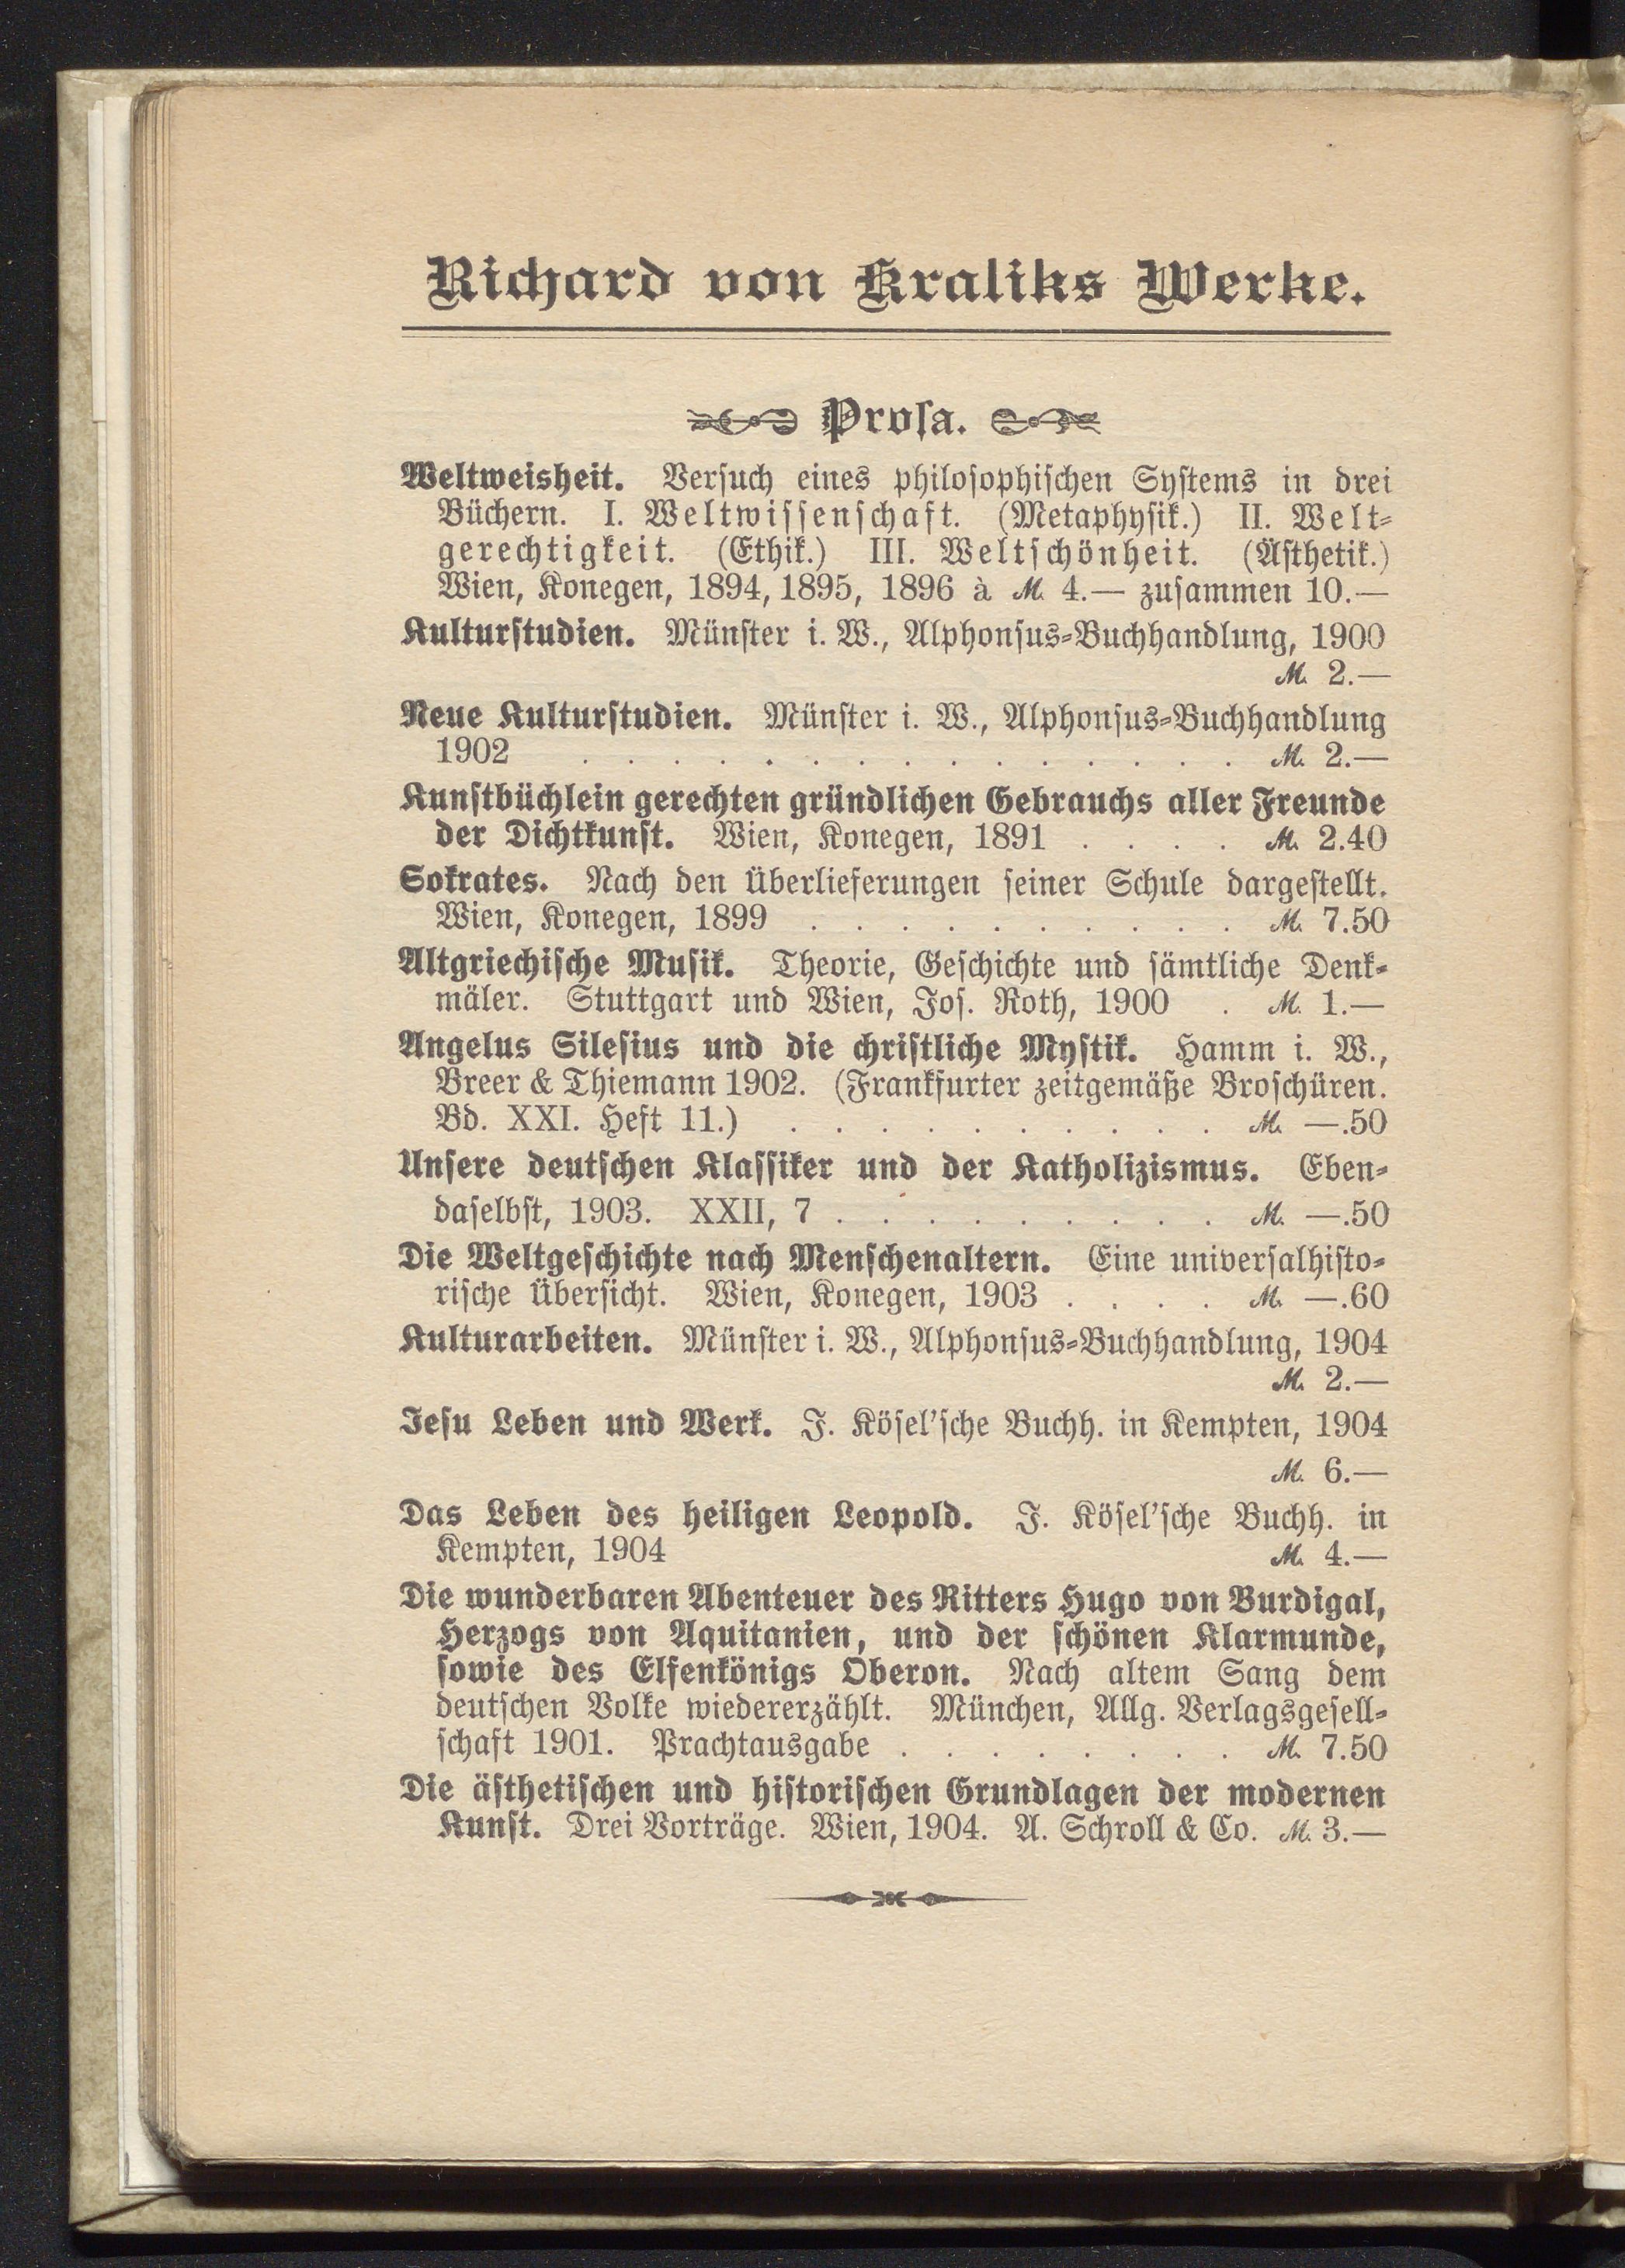 Richard von Kraliks Werke.
Prosa.
Weltweisheit. Versuch eines philosophischen Systems in drei
Büchern. I. Weltwissenschaft. (Metaphysik.) II. Welt-
gerechtigkeit. (Ethik.) III. Weltschönheit. (Ästhetik.)
Wien, Konegen, 1894, 1895, 1896 à M. 4.— zusammen 10.—
Kulturstudien. Münster i. W., Alphonsus-Buchhandlung, 1900
M. 2.—
Neue Kulturstudien. Münster i. W., Alphonsus-Buchhandlung
1902 . . . . . . . . . . . . . . . M. 2.—
Kunstbüchlein gerechten gründlichen Gebrauchs aller Freunde
der Dichtkunst. Wien, Konegen, 1891 . . . . M. 2.40
Sokrates. Nach den Überlieferungen seiner Schule dargestellt.
Wien, Konegen, 1899 . . . . . . . . . . M. 7.50
Altgriechische Musik. Theorie, Geschichte und sämtliche Denk-
mäler. Stuttgart und Wien, Jos. Roth, 1900 . M. 1.—
Angelus Silesius und die christliche Mystik. Hamm i. W.,
Breer & Thiemann 1902. (Frankfurter zeitgemäße Broschüren.
Bd. XXI. Heft 11.) . . . . . . . . . . M. —.50
Unsere deutschen Klassiker und der Katholizismus. Eben-
daselbst, 1903. XXII, 7 . . . . . . . . . M. —.50
Die Weltgeschichte nach Menschenaltern. Eine universalhisto-
rische Übersicht. Wien, Konegen, 1903 . . . . M. —.60
Kulturarbeiten. Münster i. W., Alphonsus-Buchhandlung, 1904
M. 2.—
Jesu Leben und Werk. J. Kösel'sche Buchh. in Kempten, 1904
M. 6.—
Das Leben des heiligen Leopold. J. Kösel'sche Buchh. in
Kempten, 1904 M. 4.—
Die wunderbaren Abenteuer des Ritters Hugo von Burdigal,
Herzogs von Aquitanien, und der schönen Klarmunde,
sowie des Elfenkönigs Oberon. Nach altem Sang dem
deutschen Volke wiedererzählt. München, Allg. Verlagsgesell-
schaft 1901. Prachtausgabe . . . . . . . . M. 7.50
Die ästhetischen und historischen Grundlagen der modernen
Kunst. Drei Vorträge. Wien, 1904. A. Schroll & Co. M. 3.—